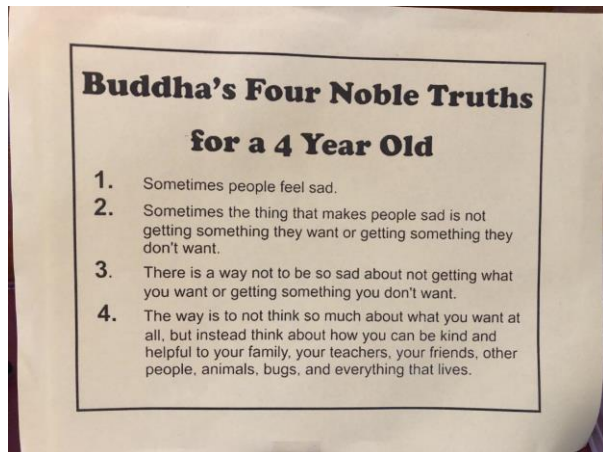 Buddha's Four Noble Truths
for a 4 Year Old
1. Sometimes people feel sad.
2. Sometimes the thing that makes people sad is not
getting something they want or getting something they
don't want.
3. There is a way not to be so sad about not getting what
you want or getting something you don't want.
4. The way is to not think so much about what you want at
all, but instead think about how you can be kind and
helpful to your family, your teachers, your friends, other
people, animals, bugs, and everything that lives.